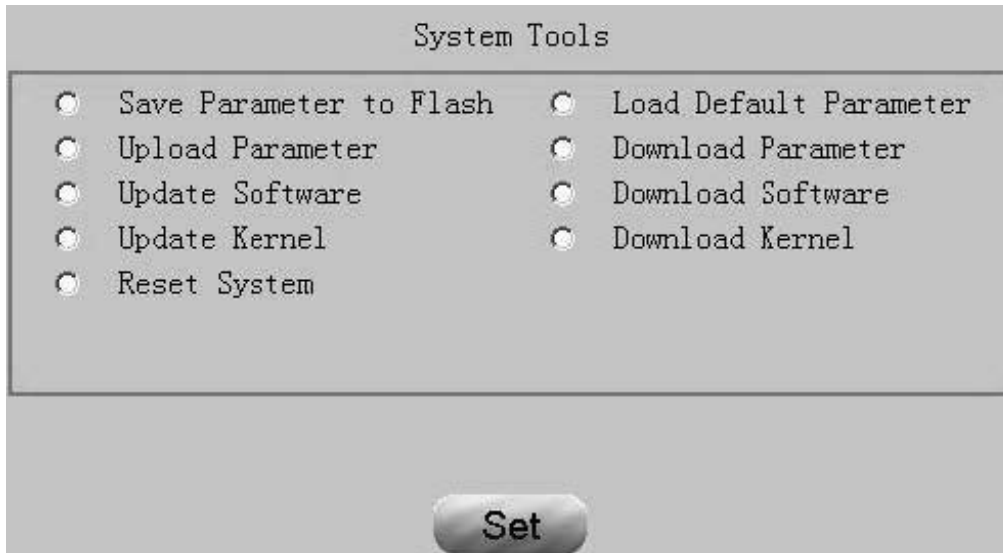 System Tools
Save Parameter to Flash
Load Default Parameter
Upload Parameter
Download Parameter
Update Software
Download Software
Update Kernel
Download Kernel
Reset System
Set